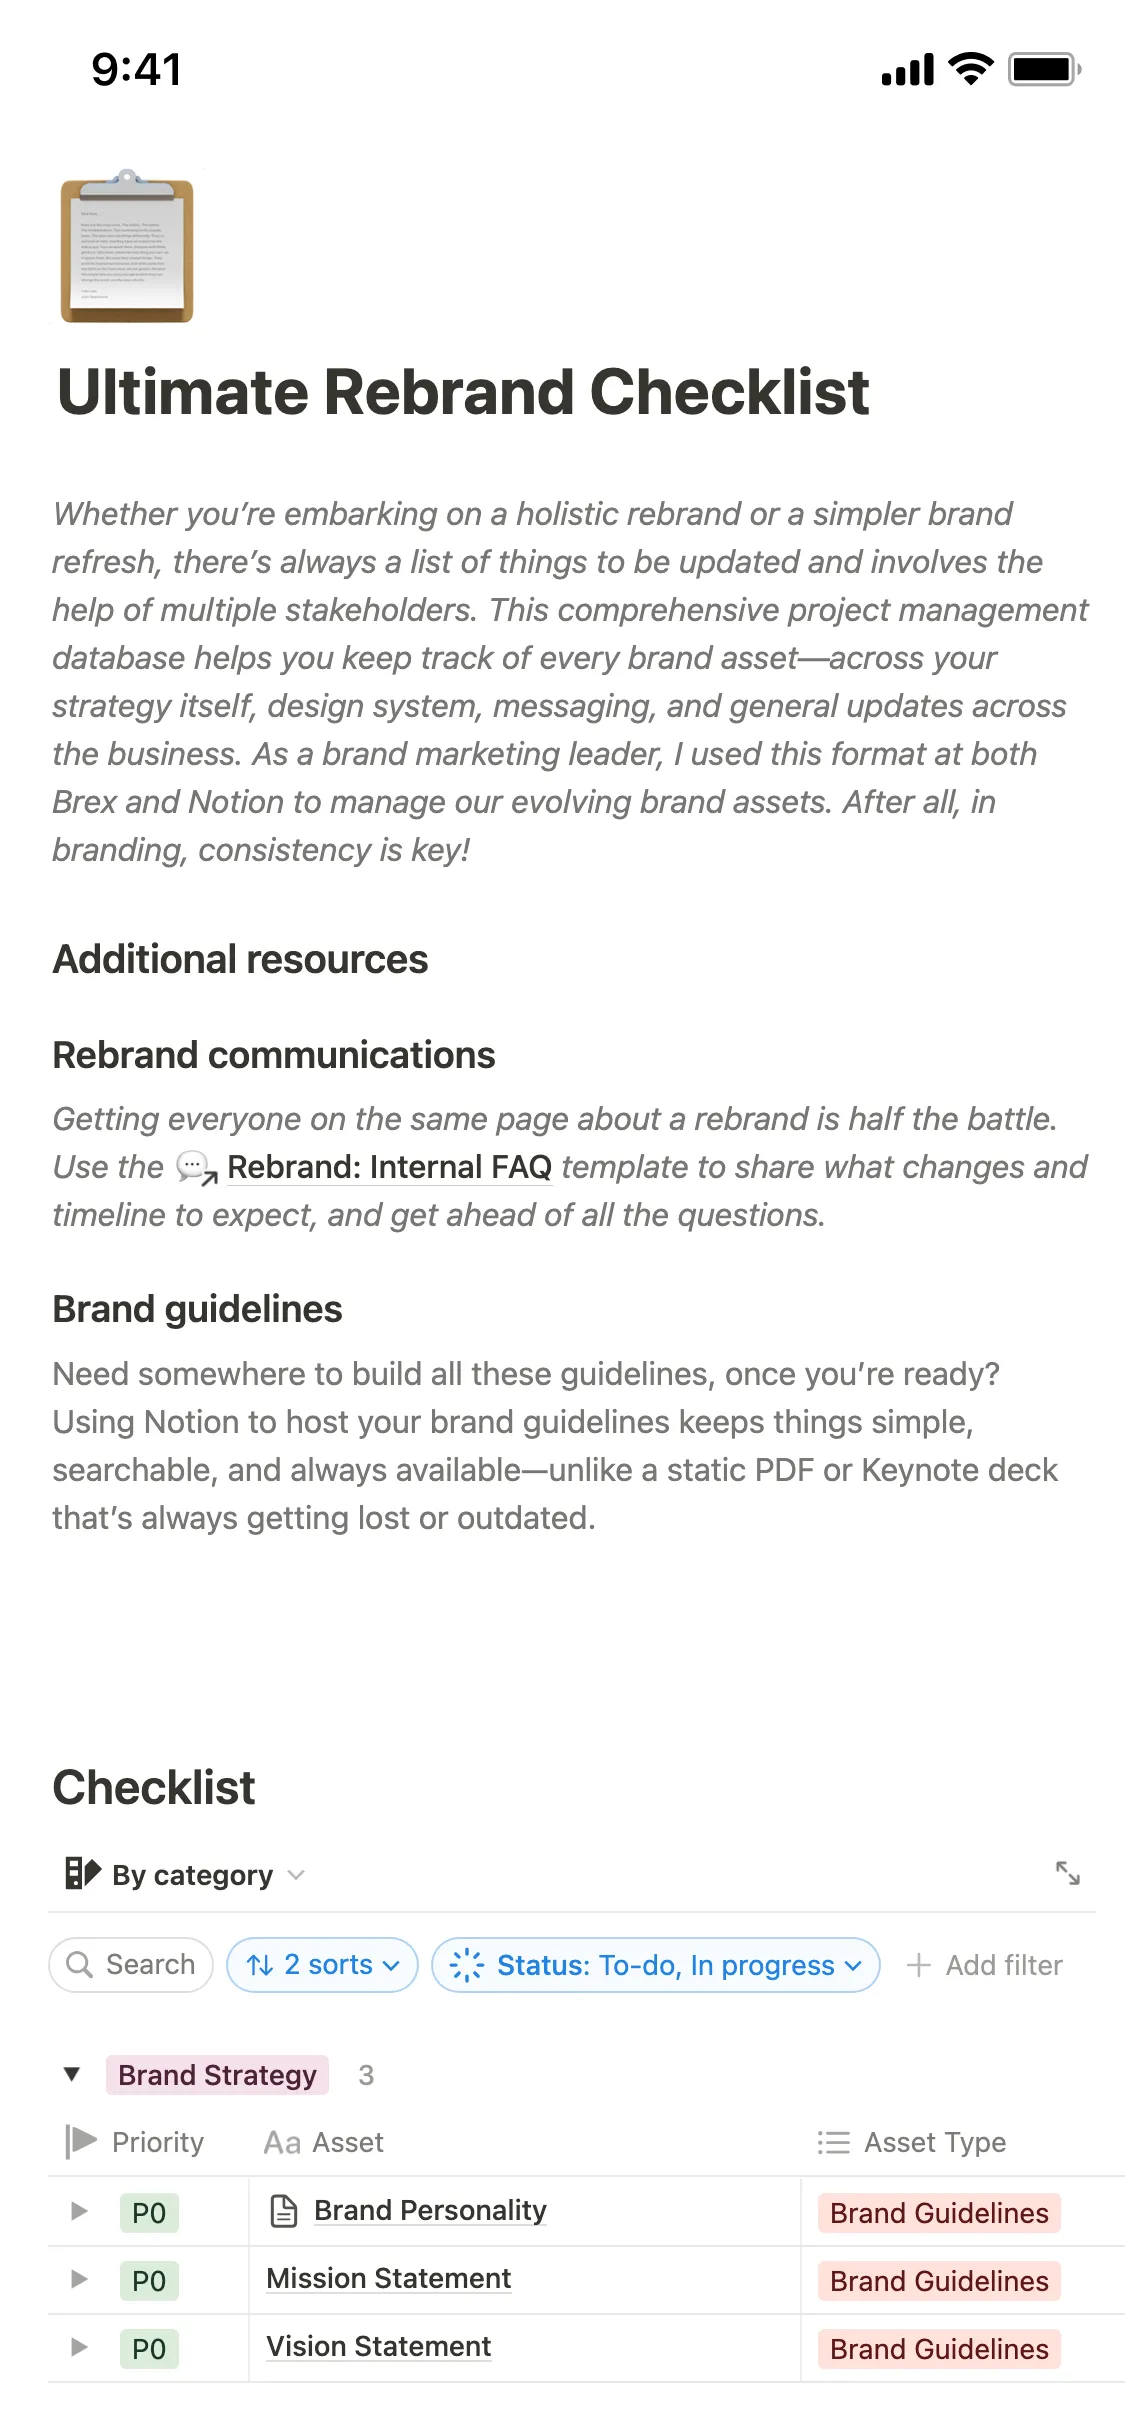 9:41
Ultimate Rebrand Checklist
Whether you’re embarking on a holistic rebrand or a simpler brand
refresh, there’s always a list of things to be updated and involves the
help of multiple stakeholders. This comprehensive project management
database helps you keep track of every brand asset—across your
strategy itself, design system, messaging, and general updates across
the business. As a brand marketing leader, I used this format at both
Brex and Notion to manage our evolving brand assets. After all, in
branding, consistency is key!
Additional resources
Rebrand communications
Getting everyone on the same page about a rebrand is half the battle.
Use the Rebrand: Internal FAQ template to share what changes and
timeline to expect, and get ahead of all the questions.
Brand guidelines
Need somewhere to build all these guidelines, once you’re ready?
Using Notion to host your brand guidelines keeps things simple,
searchable, and always available—unlike a static PDF or Keynote deck
that’s always getting lost or outdated.
Checklist
By category
Search 2 sorts Status: To-do, In progress Add filter
Brand Strategy 3
Priority Aa Asset Asset Type
P0 Brand Personality Brand Guidelines
P0 Mission Statement Brand Guidelines
P0 Vision Statement Brand Guidelines